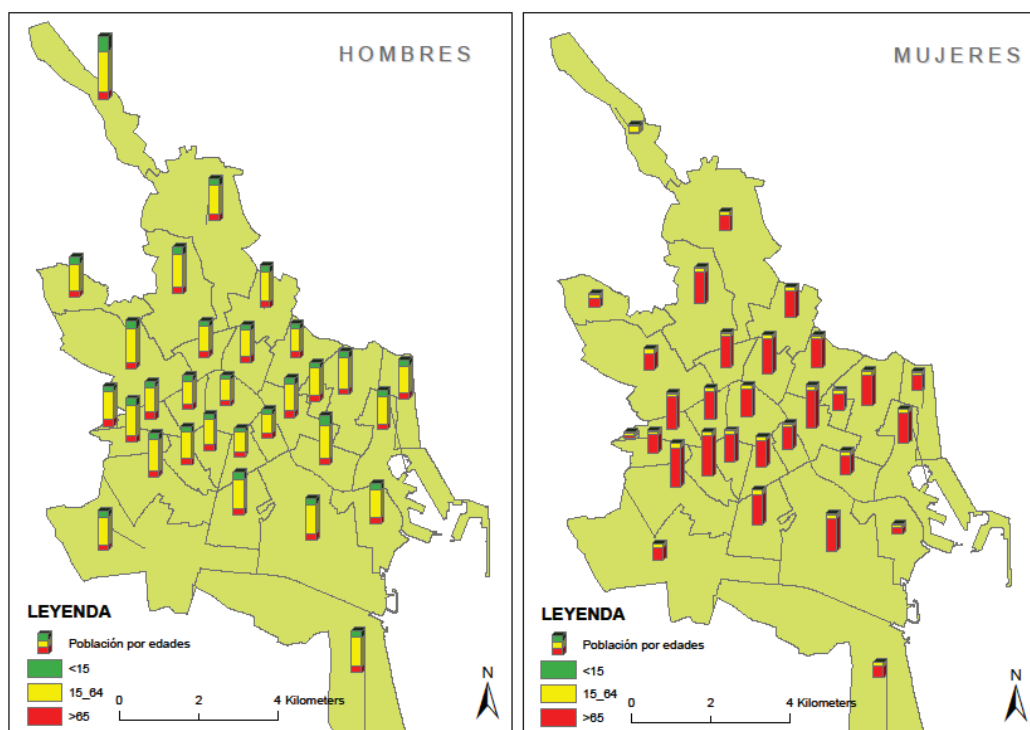 HOMBRES
LEYENDA
Población por edades
<15
15_64
>65
0 2 4 Kilometers
N
MUJERES
LEYENDA
Población por edades
<15
15_64
>65
0 2 4 Kilometers
N